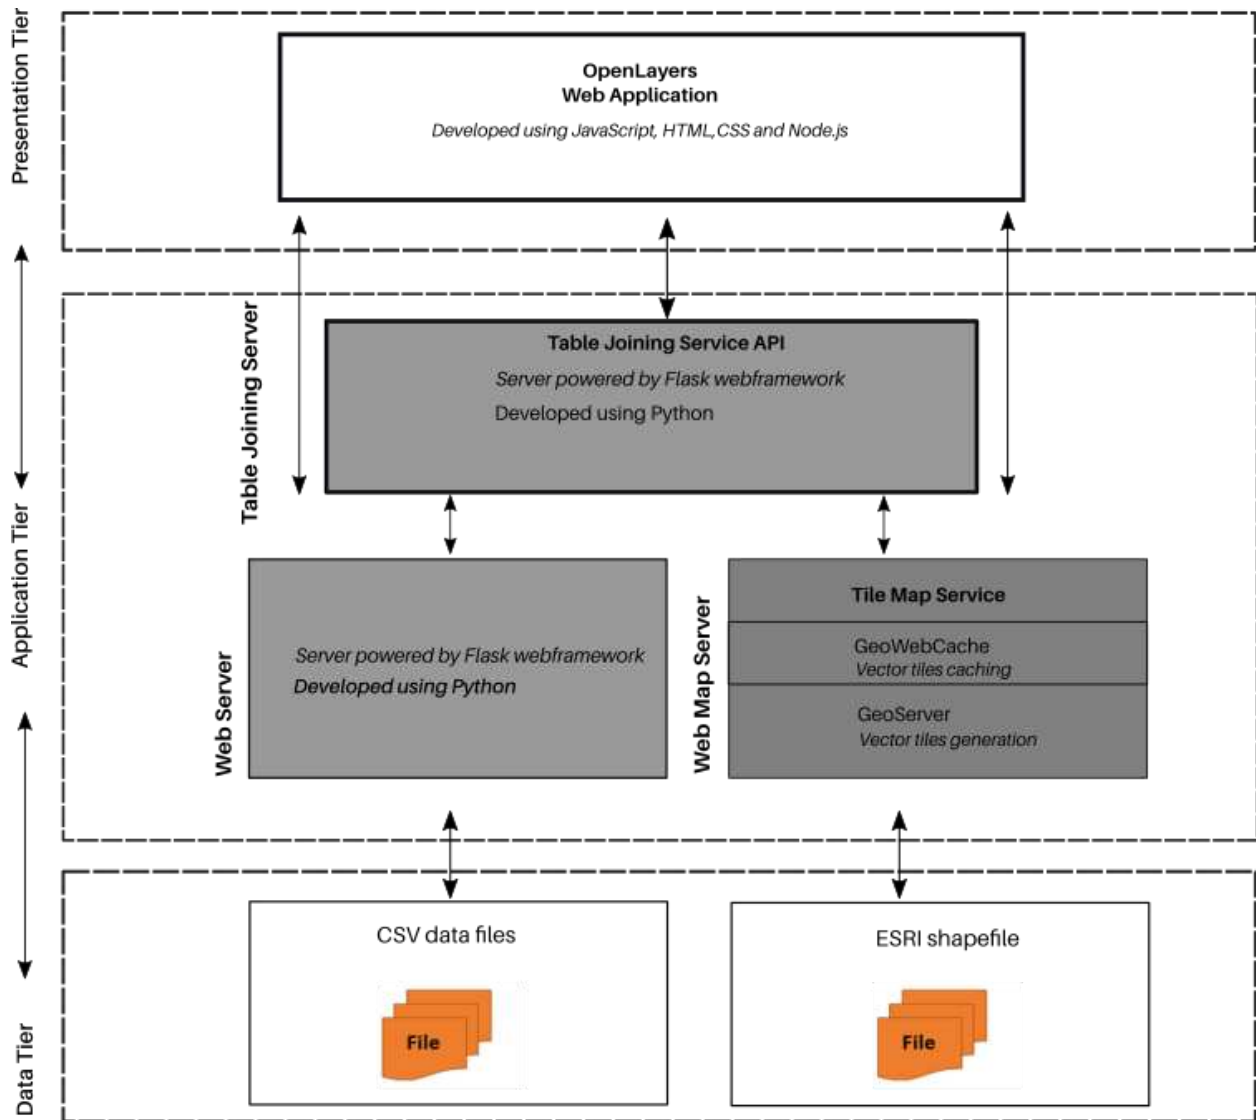 Presentation Tier
OpenLayers
Web Application
Developed using JavaScript, HTML,CSS and Node.js
Application Tier
Table Joining Server
Table Joining Service API
Server powered by Flask webframework
Developed using Python
Web Server
Server powered by Flask webframework
Developed using Python
Web Map Server
Tile Map Service
GeoWebCache
Vector tiles caching
GeoServer
Vector tiles generation
Data Tier
CSV data files
File
ESRI shapefile
File